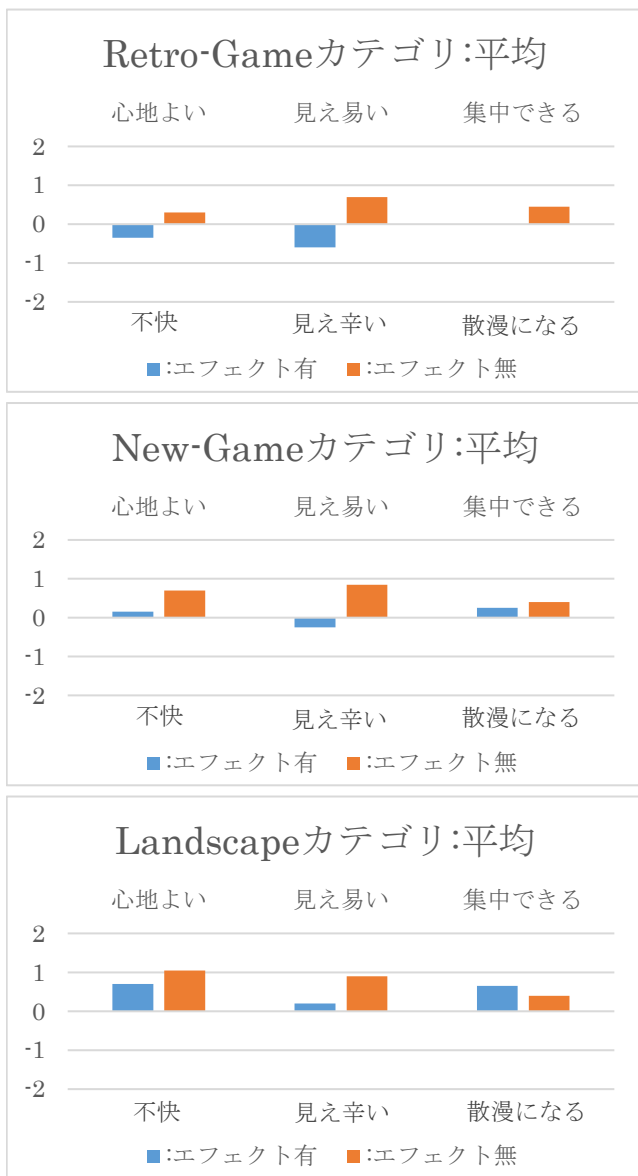 Retro-Gameカテゴリ:平均
心地よい 見え易い 集中できる
2
1
0
-1
-2
不快 見え辛い 散漫になる
■:エフェクト有 ■:エフェクト無
New-Gameカテゴリ:平均
心地よい 見え易い 集中できる
2
1
0
-1
-2
不快 見え辛い 散漫になる
■:エフェクト有 ■:エフェクト無
Landscapeカテゴリ:平均
心地よい 見え易い 集中できる
2
1
0
-1
-2
不快 見え辛い 散漫になる
■:エフェクト有 ■:エフェクト無